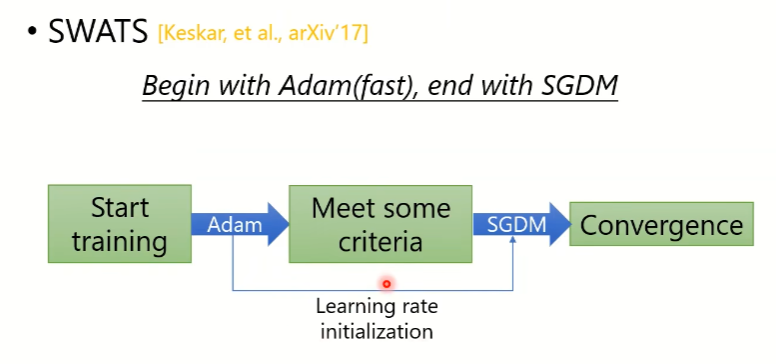 • SWATS [Keskar, et al., arXiv'17]
Begin with Adam(fast), end with SGDM
Start
training
Adam
Meet some
criteria
SGDM
Convergence
Learning rate
initialization